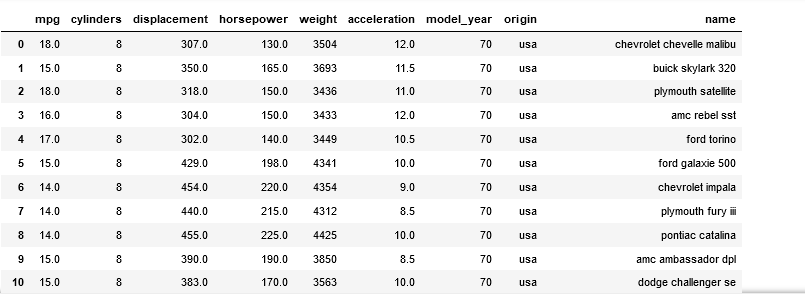 mpg cylinders displacement horsepower weight acceleration model_year origin name
0 18.0 8 307.0 130.0 3504 12.0 70 usa chevrolet chevelle malibu
1 15.0 8 350.0 165.0 3693 11.5 70 usa buick skylark 320
2 18.0 8 318.0 150.0 3436 11.0 70 usa plymouth satellite
3 16.0 8 304.0 150.0 3433 12.0 70 usa amc rebel sst
4 17.0 8 302.0 140.0 3449 10.5 70 usa ford torino
5 15.0 8 429.0 198.0 4341 10.0 70 usa ford galaxie 500
6 14.0 8 454.0 220.0 4354 9.0 70 usa chevrolet impala
7 14.0 8 440.0 215.0 4312 8.5 70 usa plymouth fury iii
8 14.0 8 455.0 225.0 4425 10.0 70 usa pontiac catalina
9 15.0 8 390.0 190.0 3850 8.5 70 usa amc ambassador dpl
10 15.0 8 383.0 170.0 3563 10.0 70 usa dodge challenger se